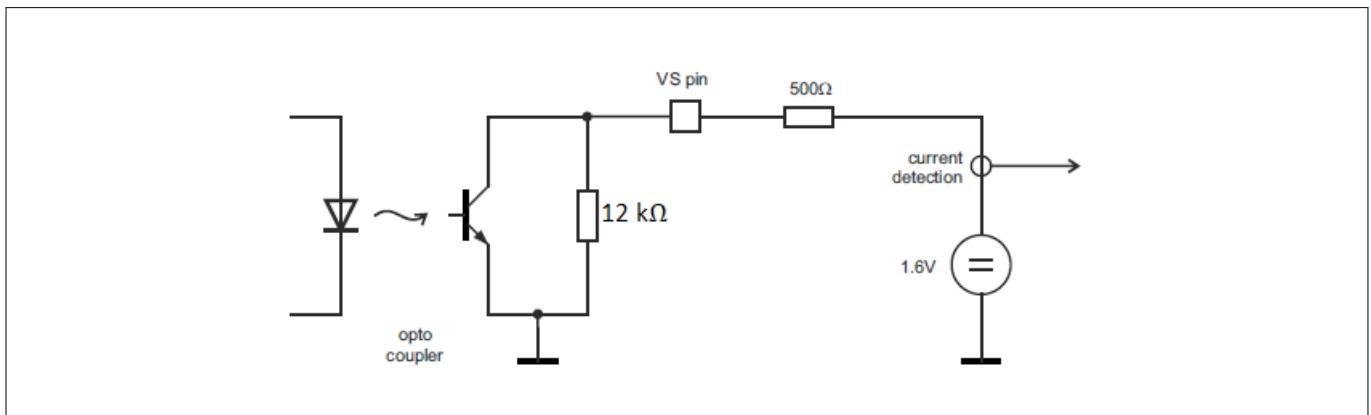 VS pin
500Ω
current
detection
12 kΩ
1.6V
opto
coupler